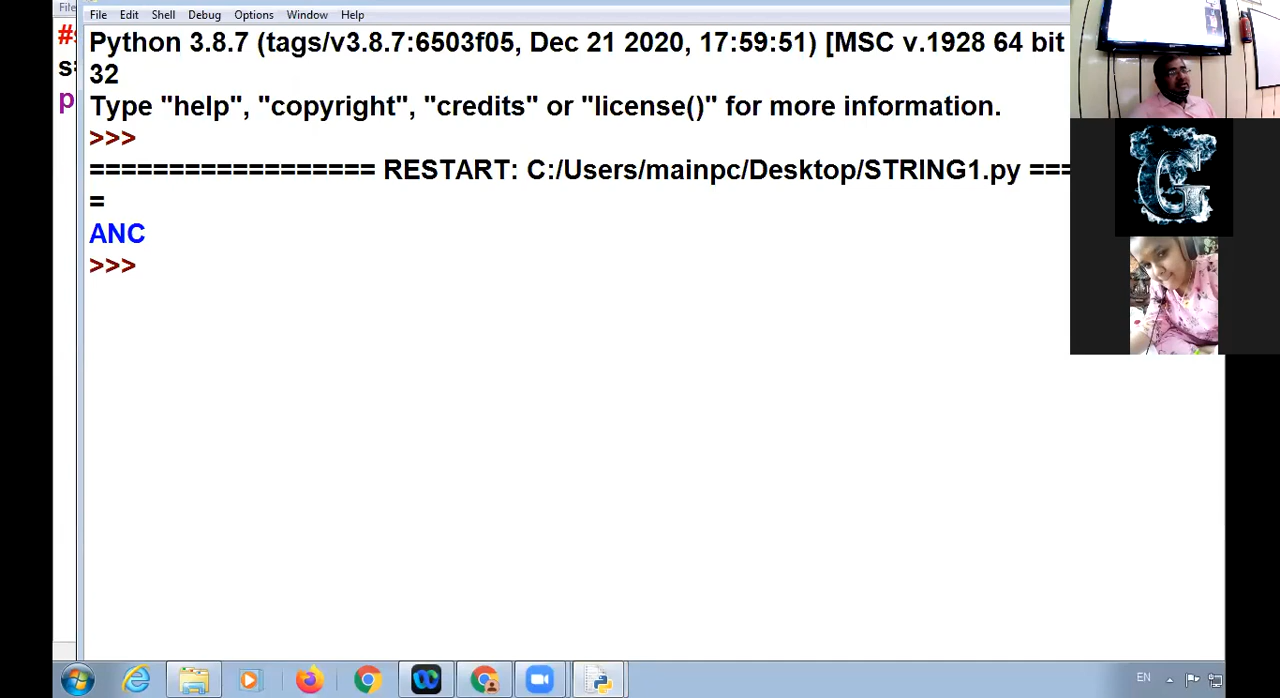 File
File Edit Shell Debug Options Window Help
Python 3.8.7 (tags/v3.8.7:6503f05, Dec 21 2020, 17:59:51) [MSC v.1928 64 bit
32
Type "help", "copyright", "credits" or "license()" for more information.
>>>
================== RESTART: C:/Users/mainpc/Desktop/STRING1.py ===
=
ANC
>>>
#
s=
p
G
EN